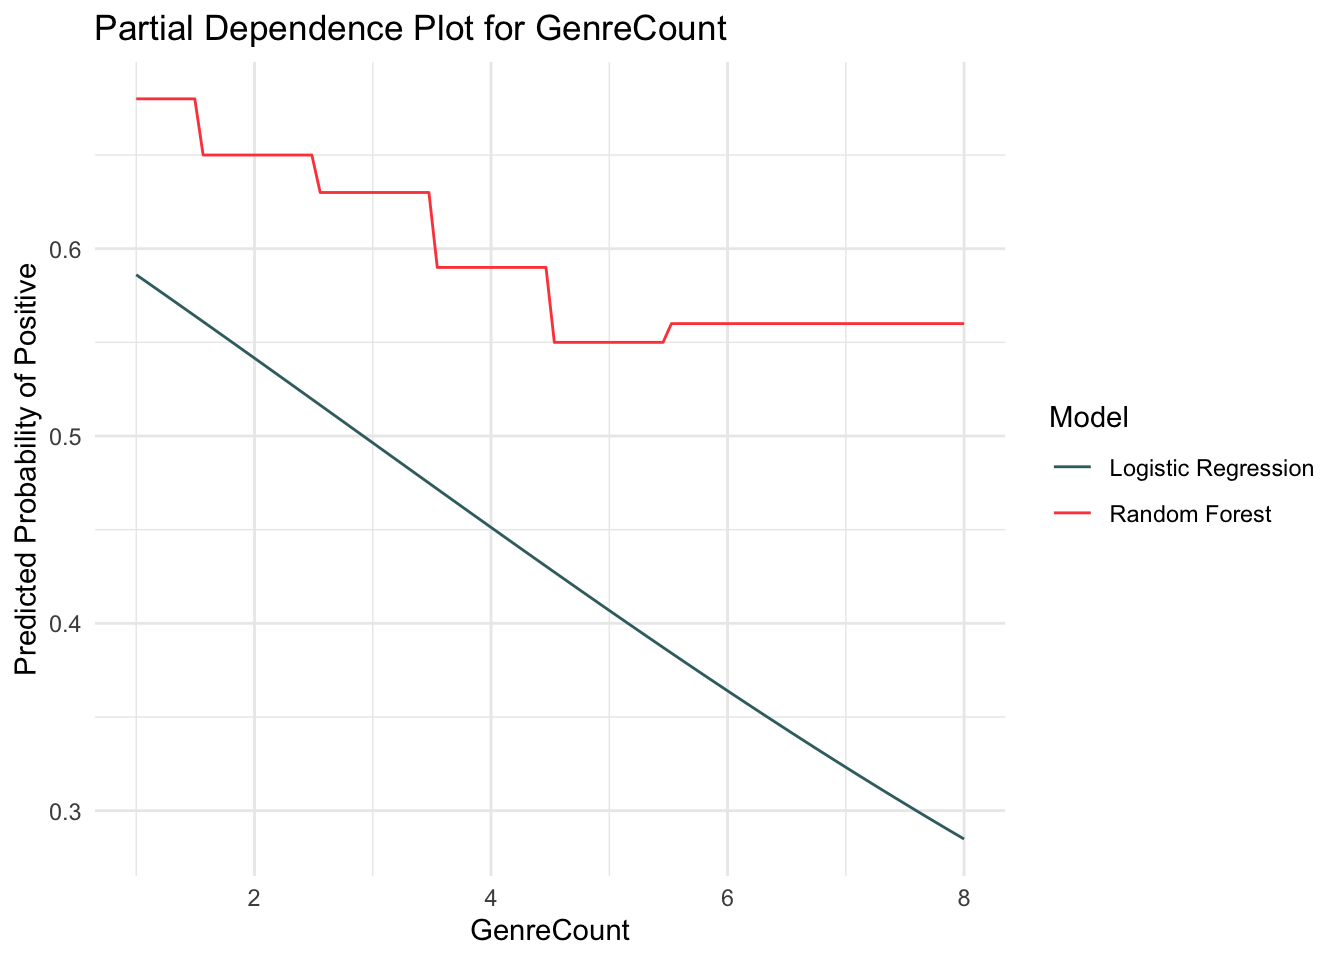 Partial Dependence Plot for GenreCount
Predicted Probability of Positive
0.6
0.5
0.4
0.3
2 4 6 8
GenreCount
Model
Logistic Regression
Random Forest